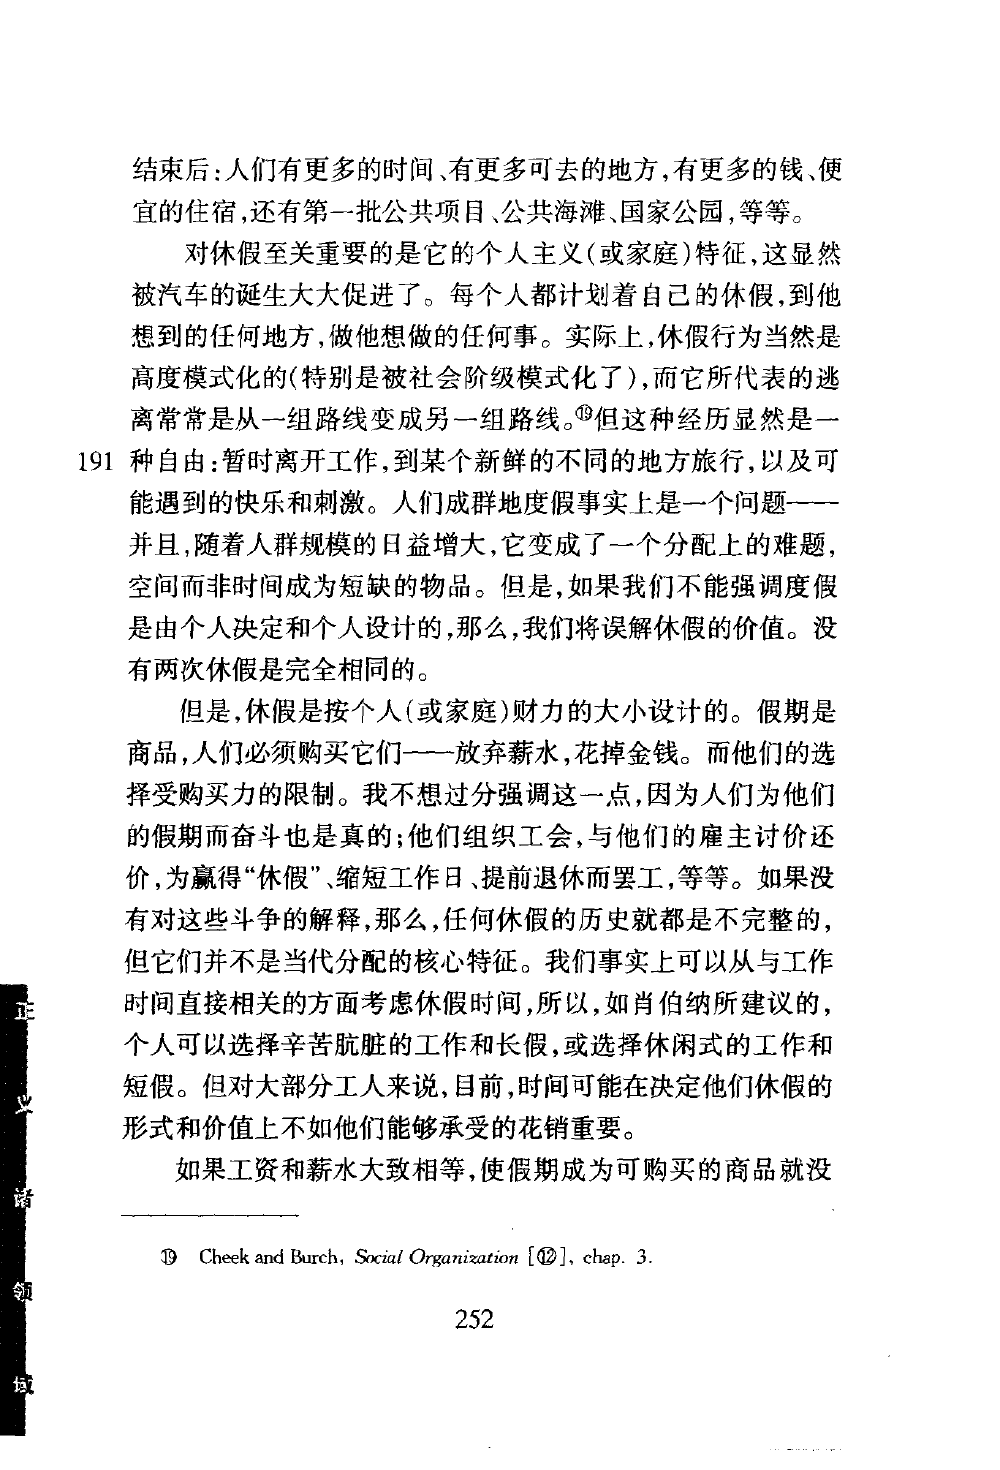 结束后:人们有更多的时间、有更多可去的地方,有更多的钱、便
宜的住宿,还有第一批公共项目、公共海滩、国家公园,等等。
对休假至关重要的是它的个人主义(或家庭)特征,这显然
被汽车的诞生大大促进了。每个人都计划着自己的休假,到他
想到的任何地方,做他想做的任何事。实际上,休假行为当然是
高度模式化的(特别是被社会阶级模式化了),而它所代表的逃
离常常是从一组路线变成另一组路线。⑲但这种经历显然是一
191 种自由:暂时离开工作,到某个新鲜的不同的地方旅行,以及可
能遇到的快乐和刺激。人们成群地度假事实上是一个问题——
并且,随着人群规模的日益增大,它变成了一个分配上的难题,
空间而非时间成为短缺的物品。但是,如果我们不能强调度假
是由个人决定和个人设计的,那么,我们将误解休假的价值。没
有两次休假是完全相同的。
但是,休假是按个人(或家庭)财力的大小设计的。假期是
商品,人们必须购买它们——放弃薪水,花掉金钱。而他们的选
择受购买力的限制。我不想过分强调这一点,因为人们为他们
的假期而奋斗也是真的;他们组织工会,与他们的雇主讨价还
价,为赢得“休假”、缩短工作日、提前退休而罢工,等等。如果没
有对这些斗争的解释,那么,任何休假的历史就都是不完整的,
但它们并不是当代分配的核心特征。我们事实上可以从与工作
时间直接相关的方面考虑休假时间,所以,如肖伯纳所建议的,
个人可以选择辛苦肮脏的工作和长假,或选择休闲式的工作和
短假。但对大部分工人来说,目前,时间可能在决定他们休假的
形式和价值上不如他们能够承受的花销重要。
如果工资和薪水大致相等,使假期成为可购买的商品就没
⑲ Cheek and Burch, Social Organization [⑫], chap. 3.
252
正
义
诸
领
域